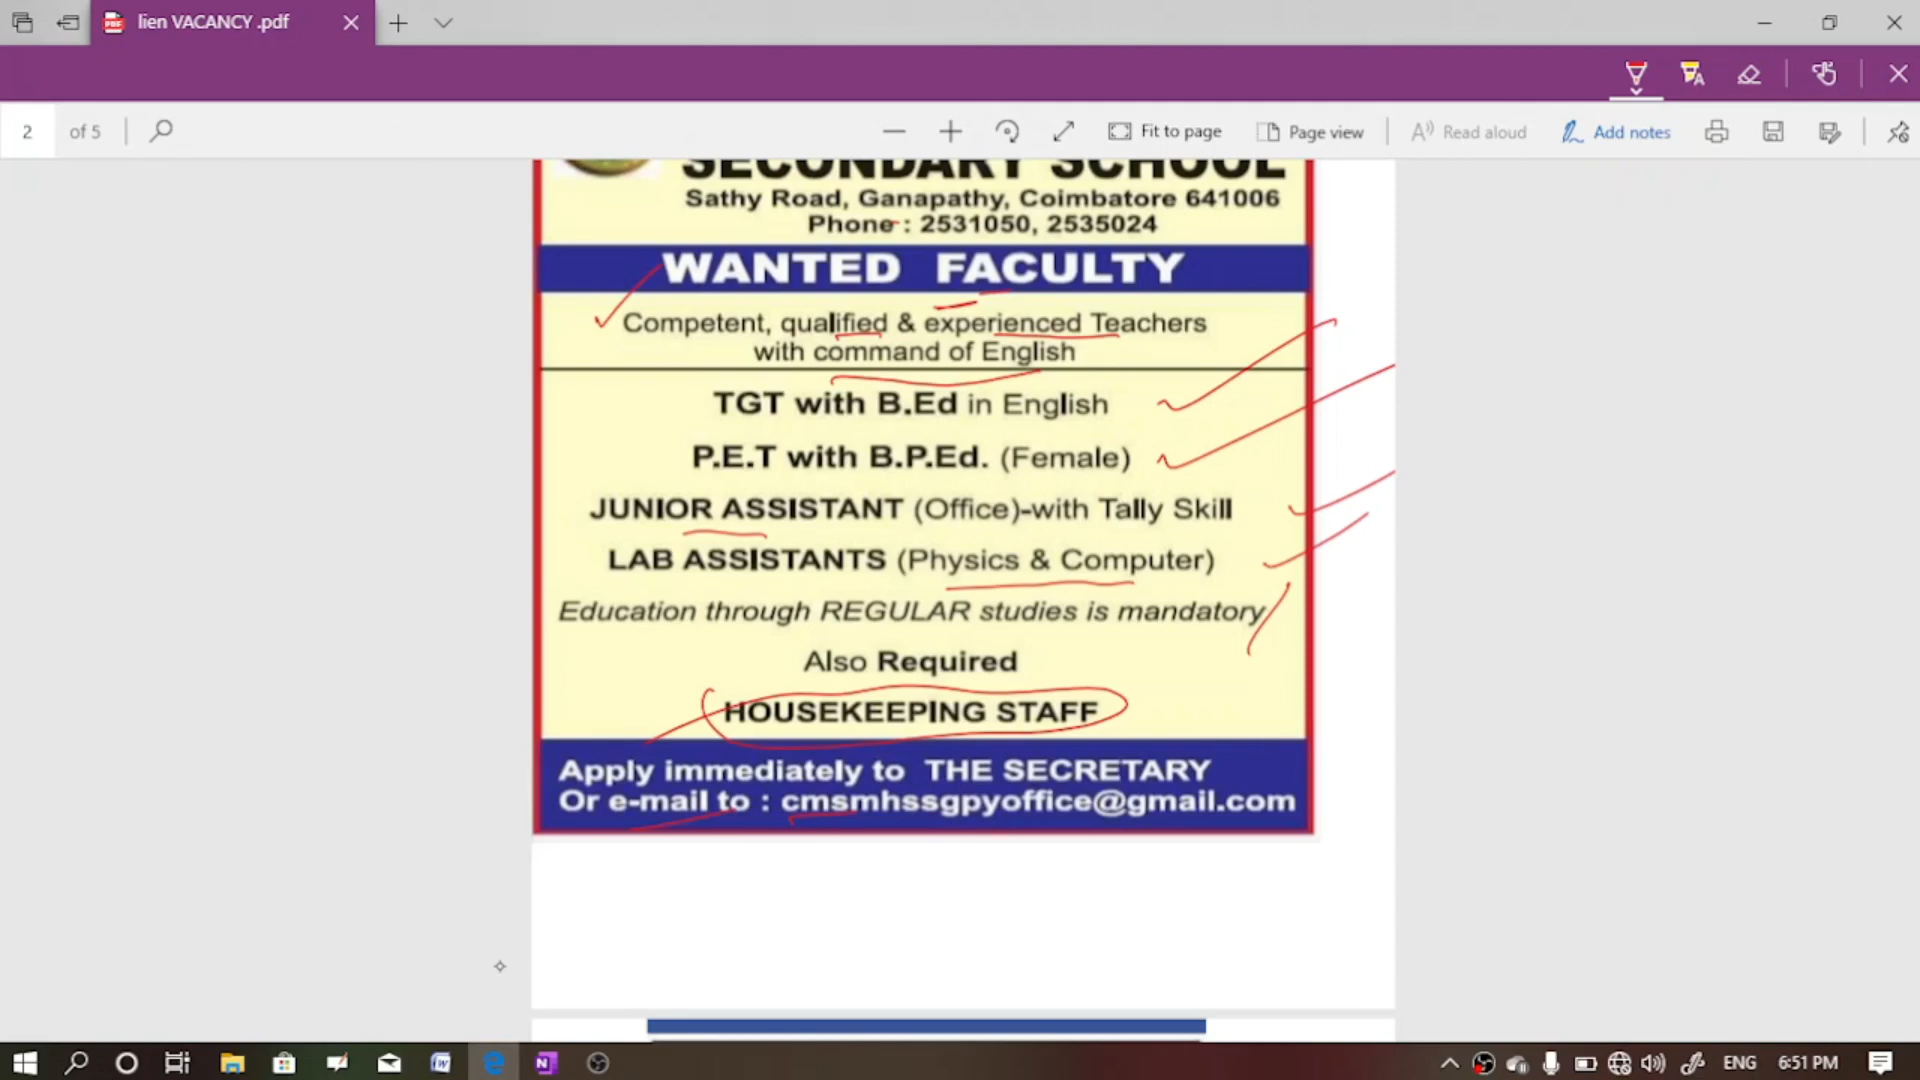 lien VACANCY .pdf
2 of 5
Fit to page
Page view
Read aloud
Add notes
SECONDARY SCHOOL
Sathy Road, Ganapathy, Coimbatore 641006
Phone : 2531050, 2535024
WANTED FACULTY
Competent, qualified & experienced Teachers
with command of English
TGT with B.Ed in English
P.E.T with B.P.Ed. (Female)
JUNIOR ASSISTANT (Office)-with Tally Skill
LAB ASSISTANTS (Physics & Computer)
Education through REGULAR studies is mandatory
Also Required
HOUSEKEEPING STAFF
Apply immediately to THE SECRETARY
Or e-mail to : cmsmhssgpyoffice@gmail.com
ENG
6:51 PM